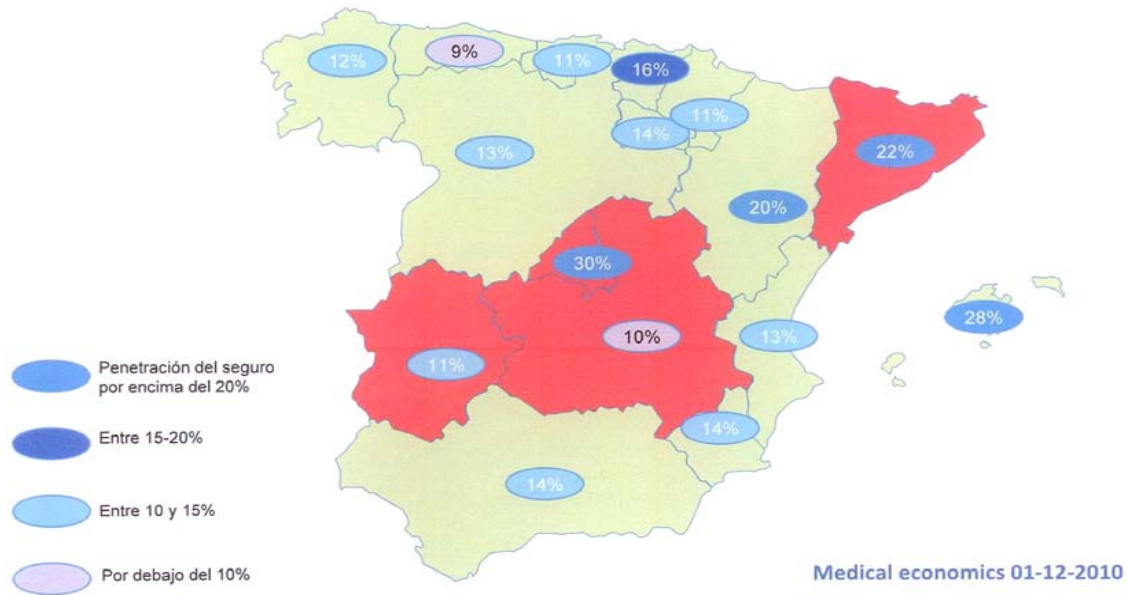 9%
12%
11%
16%
11%
14%
13%
22%
20%
30%
28%
10%
13%
11%
14%
14%
Penetración del seguro
por encima del 20%
Entre 15-20%
Entre 10 y 15%
Por debajo del 10%
Medical economics 01-12-2010